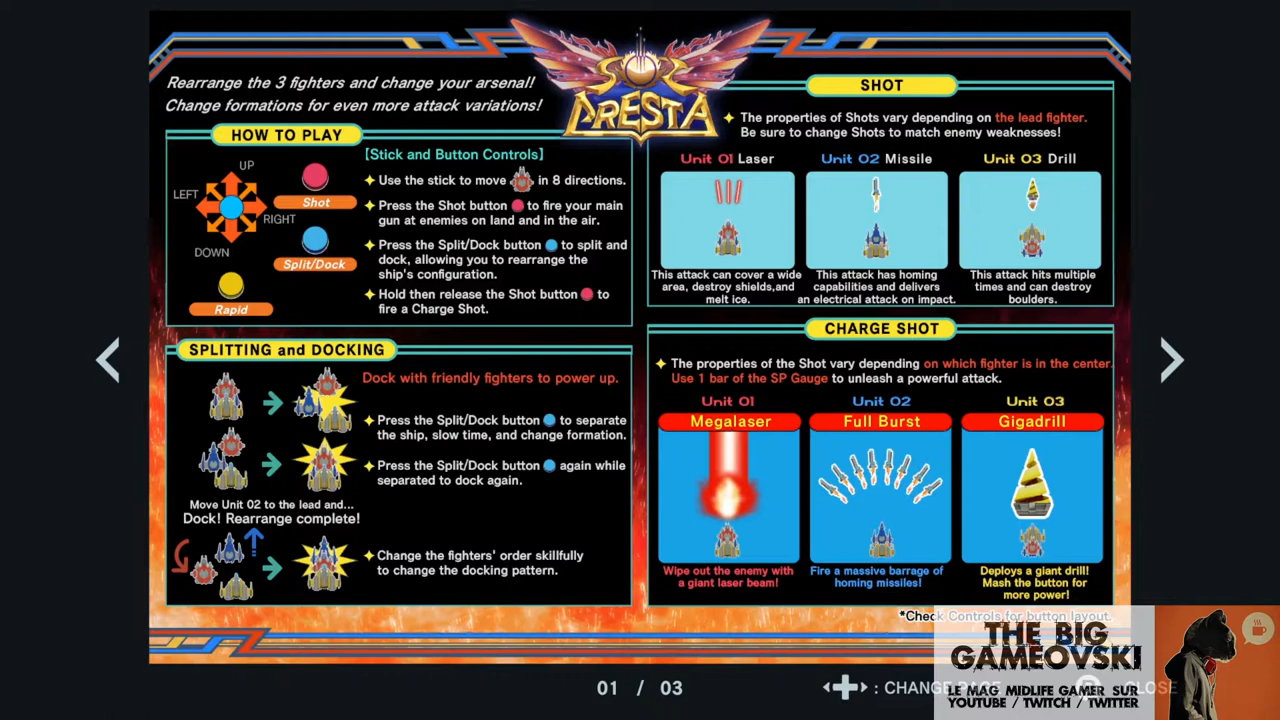 SOL
CRESTA
Rearrange the 3 fighters and change your arsenal!
Change formations for even more attack variations!
HOW TO PLAY
UP
LEFT
RIGHT
DOWN
Shot
Split/Dock
Rapid
[Stick and Button Controls]
Use the stick to move in 8 directions.
Press the Shot button to fire your main
gun at enemies on land and in the air.
Press the Split/Dock button to split and
dock, allowing you to rearrange the
ship's configuration.
Hold then release the Shot button to
fire a Charge Shot.
SPLITTING and DOCKING
Dock with friendly fighters to power up.
Press the Split/Dock button to separate
the ship, slow time, and change formation.
Press the Split/Dock button again while
separated to dock again.
Move Unit 02 to the lead and...
Dock! Rearrange complete!
Change the fighters' order skillfully
to change the docking pattern.
SHOT
The properties of Shots vary depending on the lead fighter.
Be sure to change Shots to match enemy weaknesses!
Unit 01 Laser
This attack can cover a wide
area, destroy shields,and
melt ice.
Unit 02 Missile
This attack has homing
capabilities and delivers
an electrical attack on impact.
Unit 03 Drill
This attack hits multiple
times and can destroy
boulders.
CHARGE SHOT
The properties of the Shot vary depending on which fighter is in the center.
Use 1 bar of the SP Gauge to unleash a powerful attack.
Unit 01
Megalaser
Wipe out the enemy with
a giant laser beam!
Unit 02
Full Burst
Fire a massive barrage of
homing missiles!
Unit 03
Gigadrill
Deploys a giant drill!
Mash the button for
more power!
*Check Controls for button layout.
01 / 03
: CHANGE PAGE
CLOSE
THE BIG
GAMEOVSKI
LE MAG MIDLIFE GAMER SUR
YOUTUBE / TWITCH / TWITTER